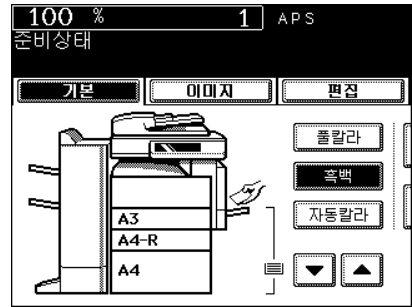 100 % 1 APS
준비상태
기본 이미지 편집
풀칼라
흑백
자동칼라
A3
A4-R
A4